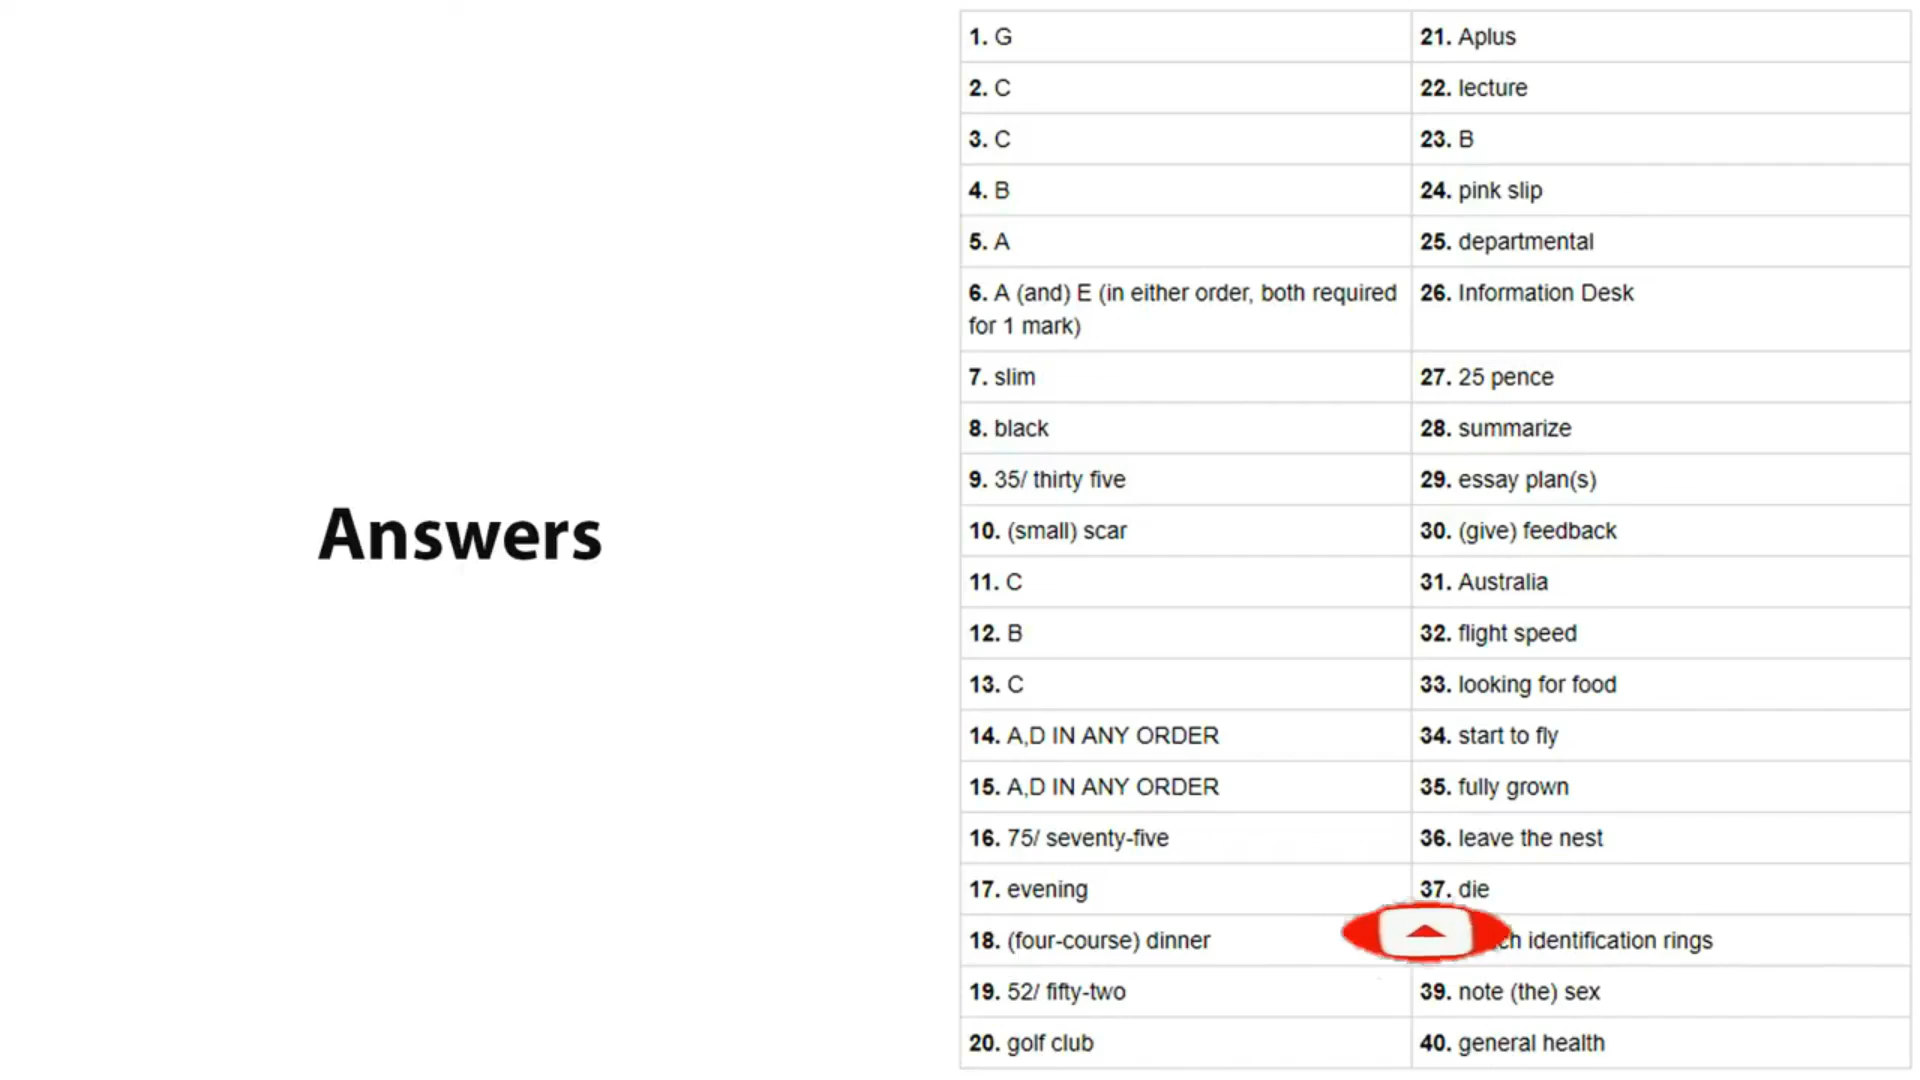 Answers
1. G
2. C
3. C
4. B
5. A
6. A (and) E (in either order, both required
for 1 mark)
7. slim
8. black
9. 35/ thirty five
10. (small) scar
11. C
12. B
13. C
14. A,D IN ANY ORDER
15. A,D IN ANY ORDER
16. 75/ seventy-five
17. evening
18. (four-course) dinner
19. 52/ fifty-two
20. golf club
21. Aplus
22. lecture
23. B
24. pink slip
25. departmental
26. Information Desk
27. 25 pence
28. summarize
29. essay plan(s)
30. (give) feedback
31. Australia
32. flight speed
33. looking for food
34. start to fly
35. fully grown
36. leave the nest
37. die
identification rings
39. note (the) sex
40. general health